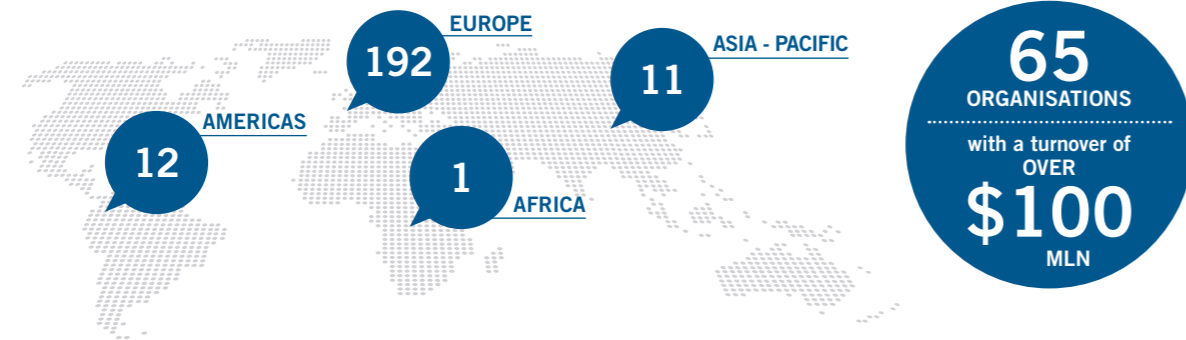 EUROPE
192
ASIA - PACIFIC
11
AMERICAS
12
1
AFRICA
65
ORGANISATIONS
with a turnover of
OVER
$100
MLN